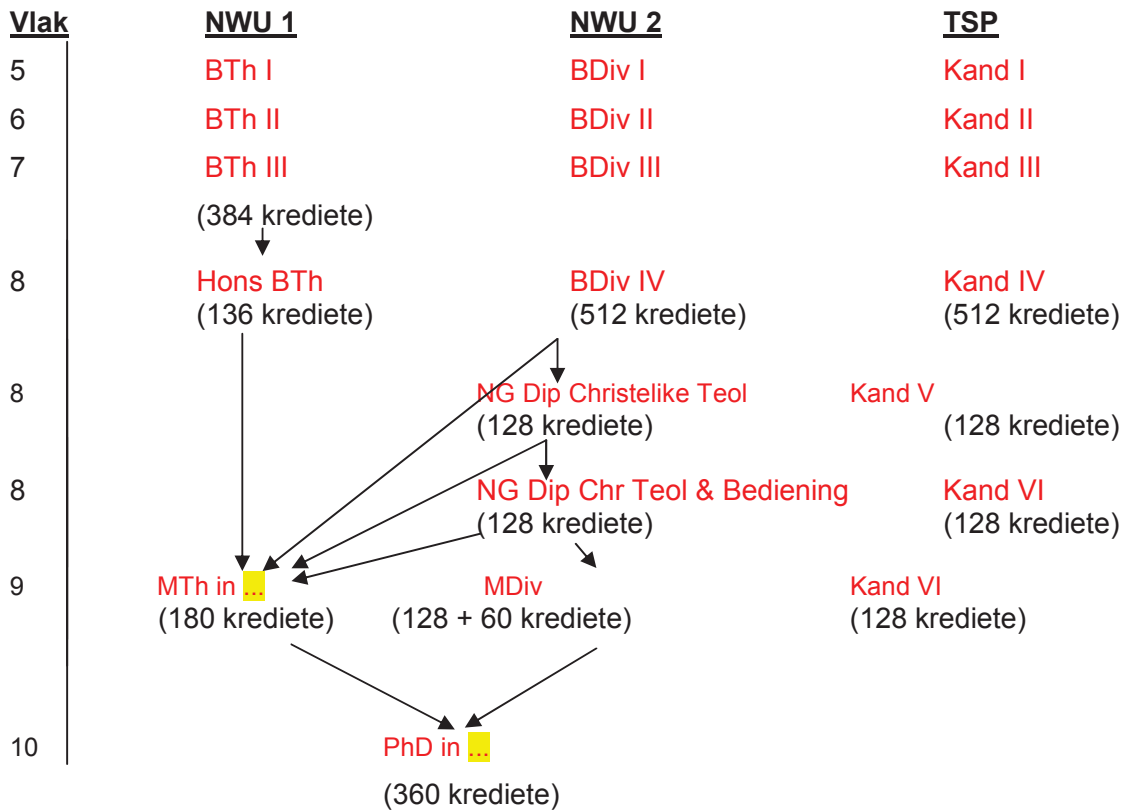 Vlak NWU 1 NWU 2 TSP
5 BTh I BDiv I Kand I
6 BTh II BDiv II Kand II
7 BTh III BDiv III Kand III
(384 krediete)
8 Hons BTh BDiv IV Kand IV
(136 krediete) (512 krediete) (512 krediete)
8 NG Dip Christelike Teol Kand V
(128 krediete) (128 krediete)
8 NG Dip Chr Teol & Bediening Kand VI
(128 krediete) (128 krediete)
9 MTh in ... MDiv Kand VI
(180 krediete) (128 + 60 krediete) (128 krediete)
10 PhD in ...
(360 krediete)